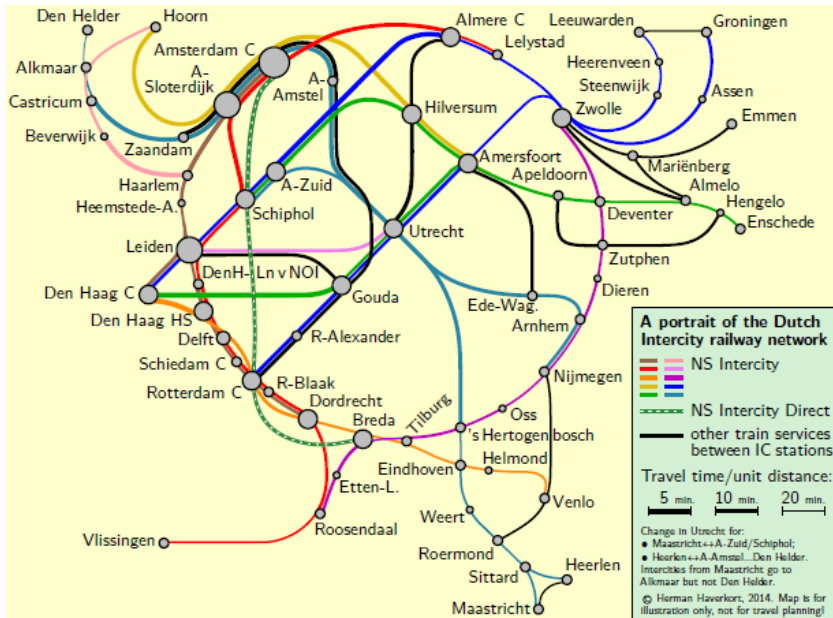 Den Helder
Hoorn
Almere C
Leeuwarden
Groningen
Amsterdam C
Lelystad
Alkmaar
A-
Sloterdijk
Heerenveen
A-
Amstel
Steenwijk
Assen
Castricum
Hilversum
Zwolle
Emmen
Beverwijk
Zaandam
Amersfoort
Mariënberg
Haarlem
A-Zuid
Apeldoorn
Almelo
Heemstede-A.
Schiphol
Hengelo
Deventer
Enschede
Leiden
Utrecht
Zutphen
DenH- Ln v NOI
Den Haag C
Gouda
Dieren
Ede-Wag.
Den Haag HS
Arnhem
Delft
R-Alexander
Schiedam C
Nijmegen
Rotterdam C
R-Blaak
Dordrecht
Oss
Breda
Tilburg
's Hertogenbosch
Eindhoven
Helmond
Etten-L.
Venlo
Weert
Roosendaal
Vlissingen
Roermond
Sittard
Heerlen
Maastricht
A portrait of the Dutch
Intercity railway network
NS Intercity
NS Intercity Direct
other train services
between IC stations
Travel time/unit distance:
5 min. 10 min. 20 min.
Change in Utrecht for:
• Maastricht↔A-Zuid/Schiphol;
• Heerlen↔A-Amstel...Den Helder.
Intercities from Maastricht go to
Alkmaar but not Den Helder.
© Herman Haverkort, 2014. Map is for
illustration only, not for travel planning!